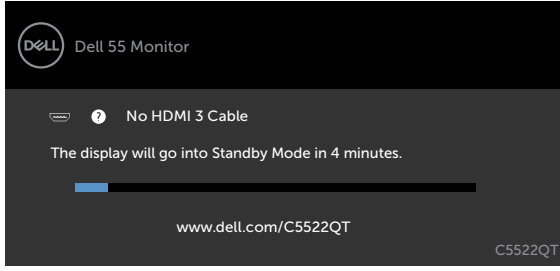 DELL
Dell 55 Monitor
? No HDMI 3 Cable
The display will go into Standby Mode in 4 minutes.
www.dell.com/C5522QT
C5522QT